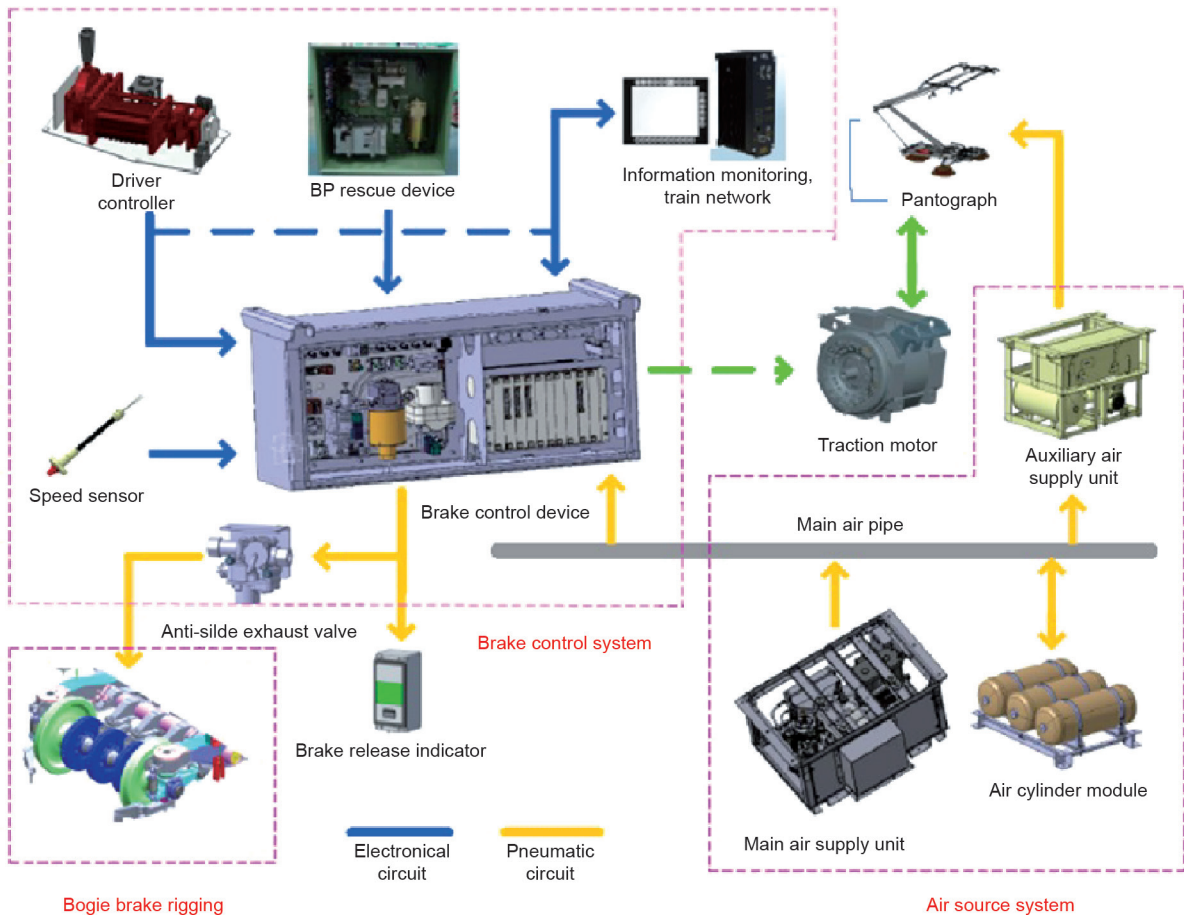 Driver
controller
BP rescue device
Information monitoring,
train network
Pantograph
Speed sensor
Brake control device
Traction motor
Auxiliary air
supply unit
Main air pipe
Anti-silde exhaust valve
Brake control system
Brake release indicator
Main air supply unit
Air cylinder module
Electronical
circuit
Pneumatic
circuit
Bogie brake rigging
Air source system